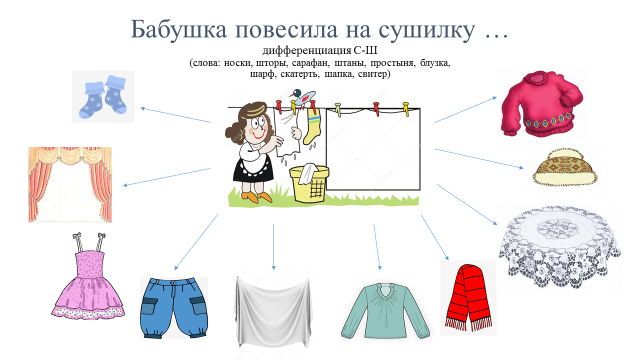 Бабушка повесила на сушилку …
дифференциация С-Ш
(слова: носки, шторы, сарафан, штаны, простыня, блузка,
шарф, скатерть, шапка, свитер)